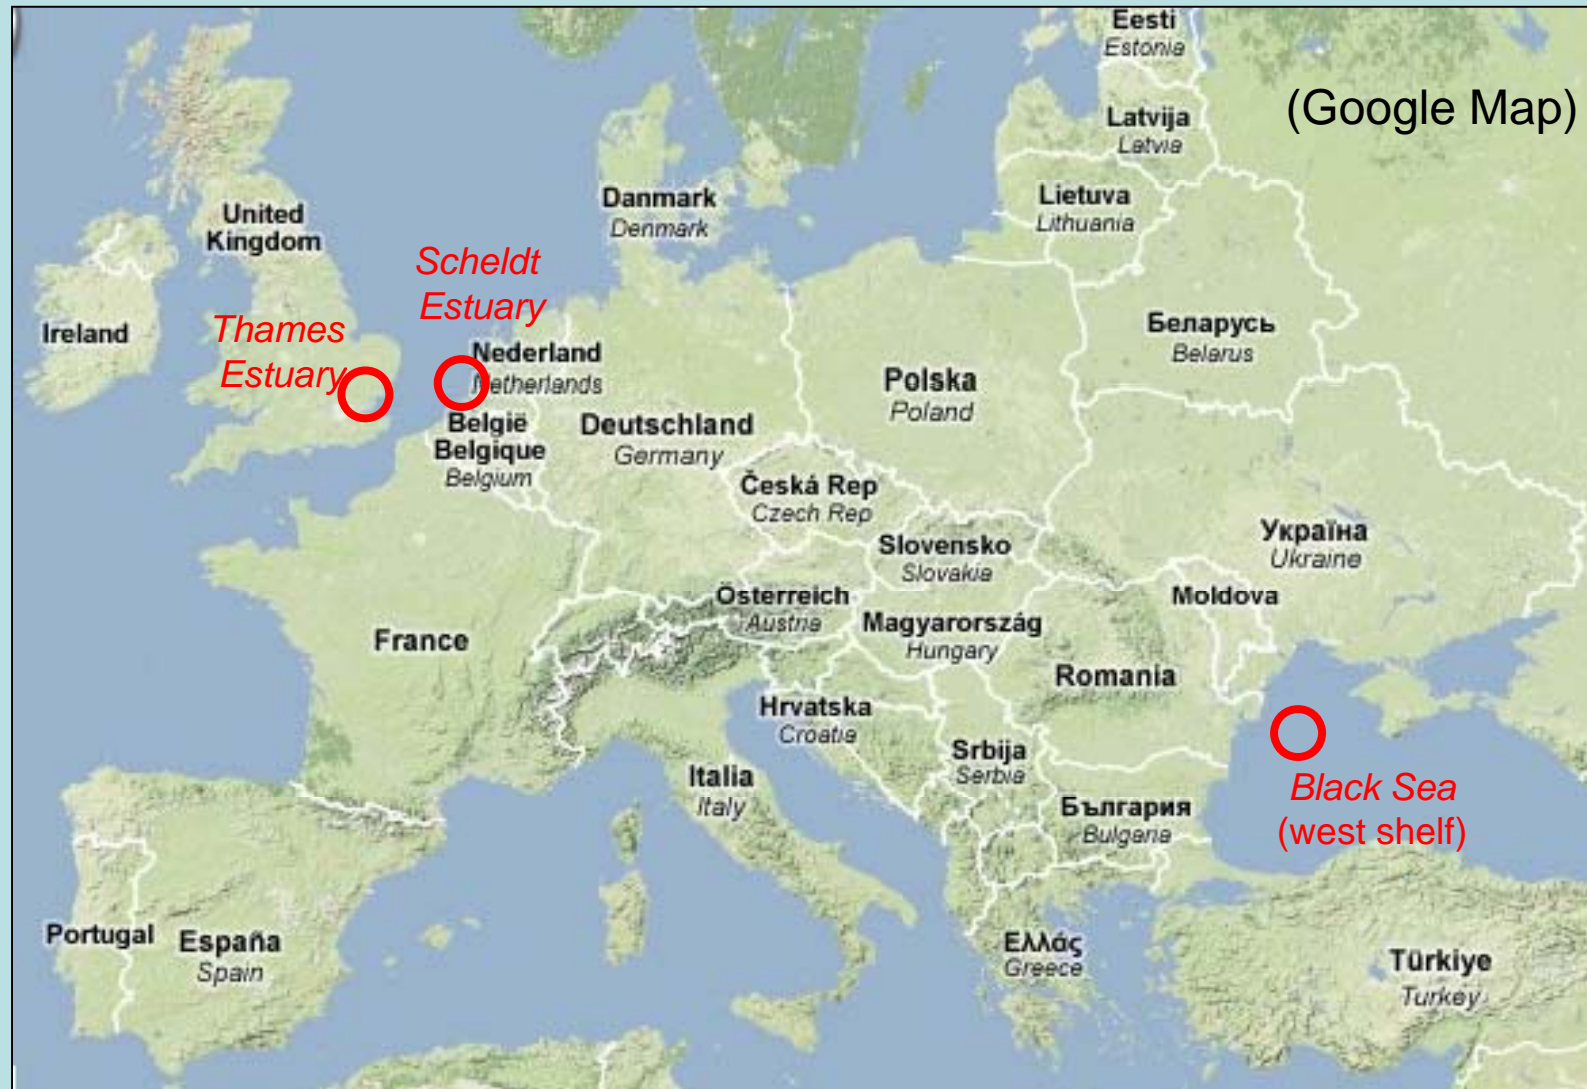 Eesti
Estonia
(Google Map)
Latvija
Latvia
Danmark
Denmark
Lietuva
Lithuania
United
Kingdom
Scheldt
Estuary
Ireland
Thames
Estuary
Nederland
Netherlands
Беларусь
Belarus
Polska
Poland
België
Belgique
Belgium
Deutschland
Germany
Česká Rep
Czech Rep
Slovensko
Slovakia
Україна
Ukraine
Österreich
Austria
Moldova
France
Magyarország
Hungary
Romania
Hrvatska
Croatia
Srbija
Serbia
Italia
Italy
Black Sea
(west shelf)
България
Bulgaria
Portugal
España
Spain
Ελλάς
Greece
Türkiye
Turkey